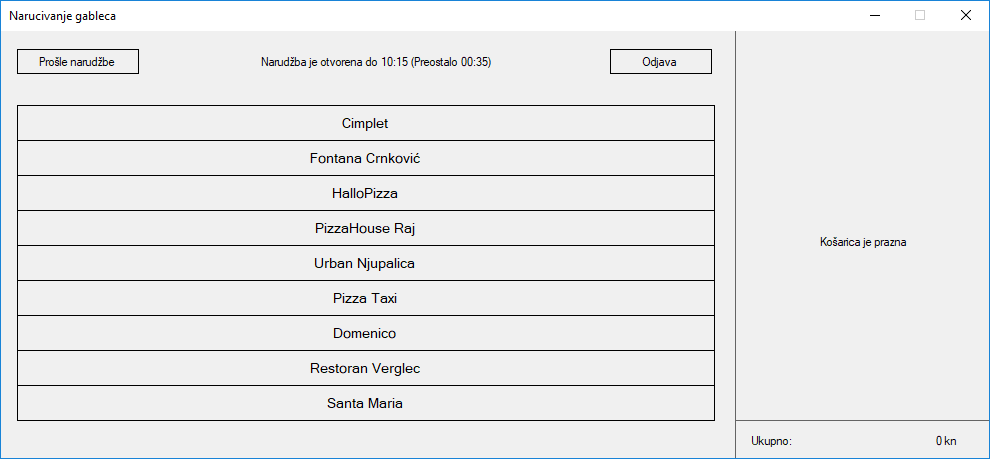 Narucivanje gableca
Prošle narudžbe
Narudžba je otvorena do 10:15 (Preostalo 00:35)
Odjava
Cimplet
Fontana Crnković
HalloPizza
PizzaHouse Raj
Urban Njupalica
Pizza Taxi
Domenico
Restoran Verglec
Santa Maria
Košarica je prazna
Ukupno: 0 kn